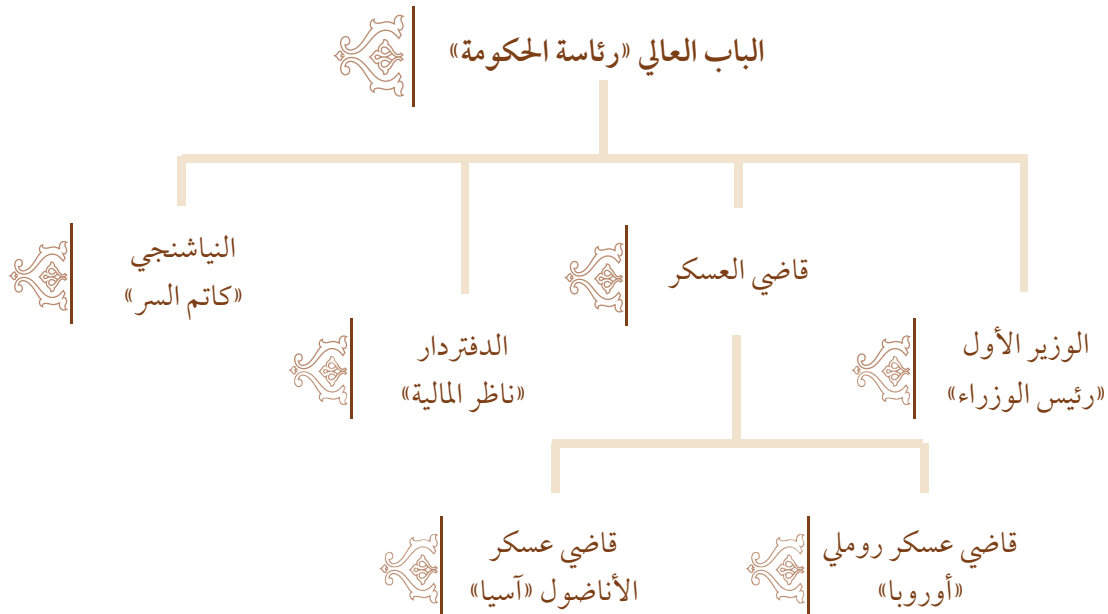 الباب العالي «رئاسة الحكومة»
الوزير الأول
«رئيس الوزراء»
قاضي العسكر
الدفتردار
«ناظر المالية»
النياشنجي
«كاتم السر»
قاضي عسكر روملي
«أوروبا»
قاضي عسكر
الأناضول «آسيا»